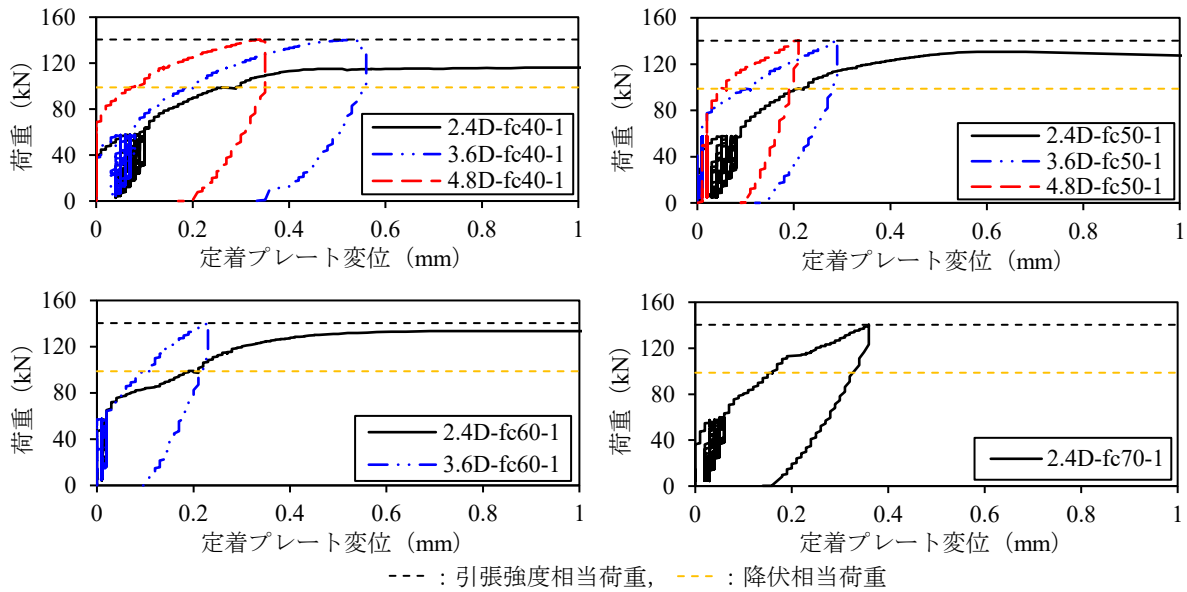 160
120
80
40
0
荷重（kN）
2.4D-fc40-1
3.6D-fc40-1
4.8D-fc40-1
0 0.2 0.4 0.6 0.8 1
定着プレート変位（mm）
160
120
80
40
0
荷重（kN）
2.4D-fc50-1
3.6D-fc50-1
4.8D-fc50-1
0 0.2 0.4 0.6 0.8 1
定着プレート変位（mm）
160
120
80
40
0
荷重（kN）
2.4D-fc60-1
3.6D-fc60-1
0 0.2 0.4 0.6 0.8 1
定着プレート変位（mm）
160
120
80
40
0
荷重（kN）
2.4D-fc70-1
0 0.2 0.4 0.6 0.8 1
定着プレート変位（mm）
：引張強度相当荷重， ：降伏相当荷重